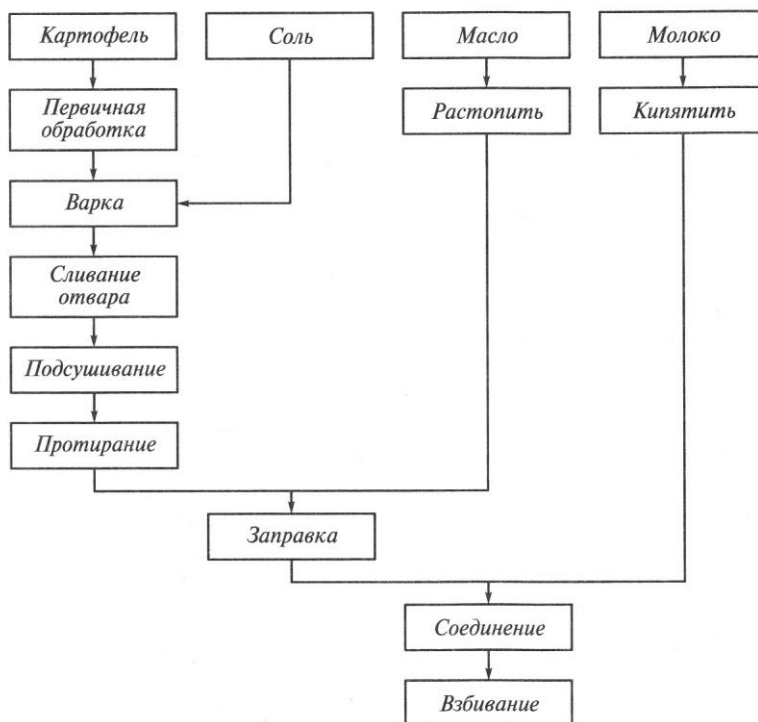 Картофель
Соль
Масло
Молоко
Первичная
обработка
Растопить
Кипятить
Варка
Сливание
отвара
Подсушивание
Протирание
Заправка
Соединение
Взбивание